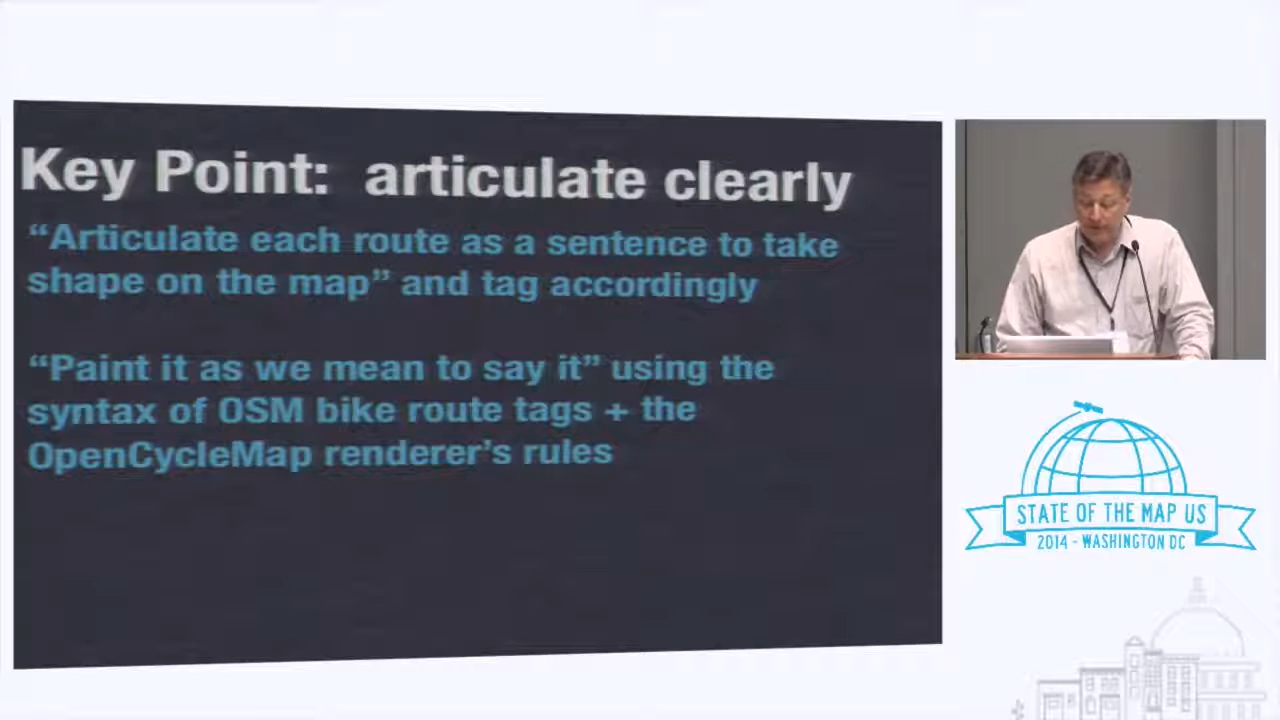 Key Point: articulate clearly
“Articulate each route as a sentence to take
shape on the map” and tag accordingly
“Paint it as we mean to say it” using the
syntax of OSM bike route tags + the
OpenCycleMap renderer’s rules
STATE OF THE MAP US
2014 - WASHINGTON DC